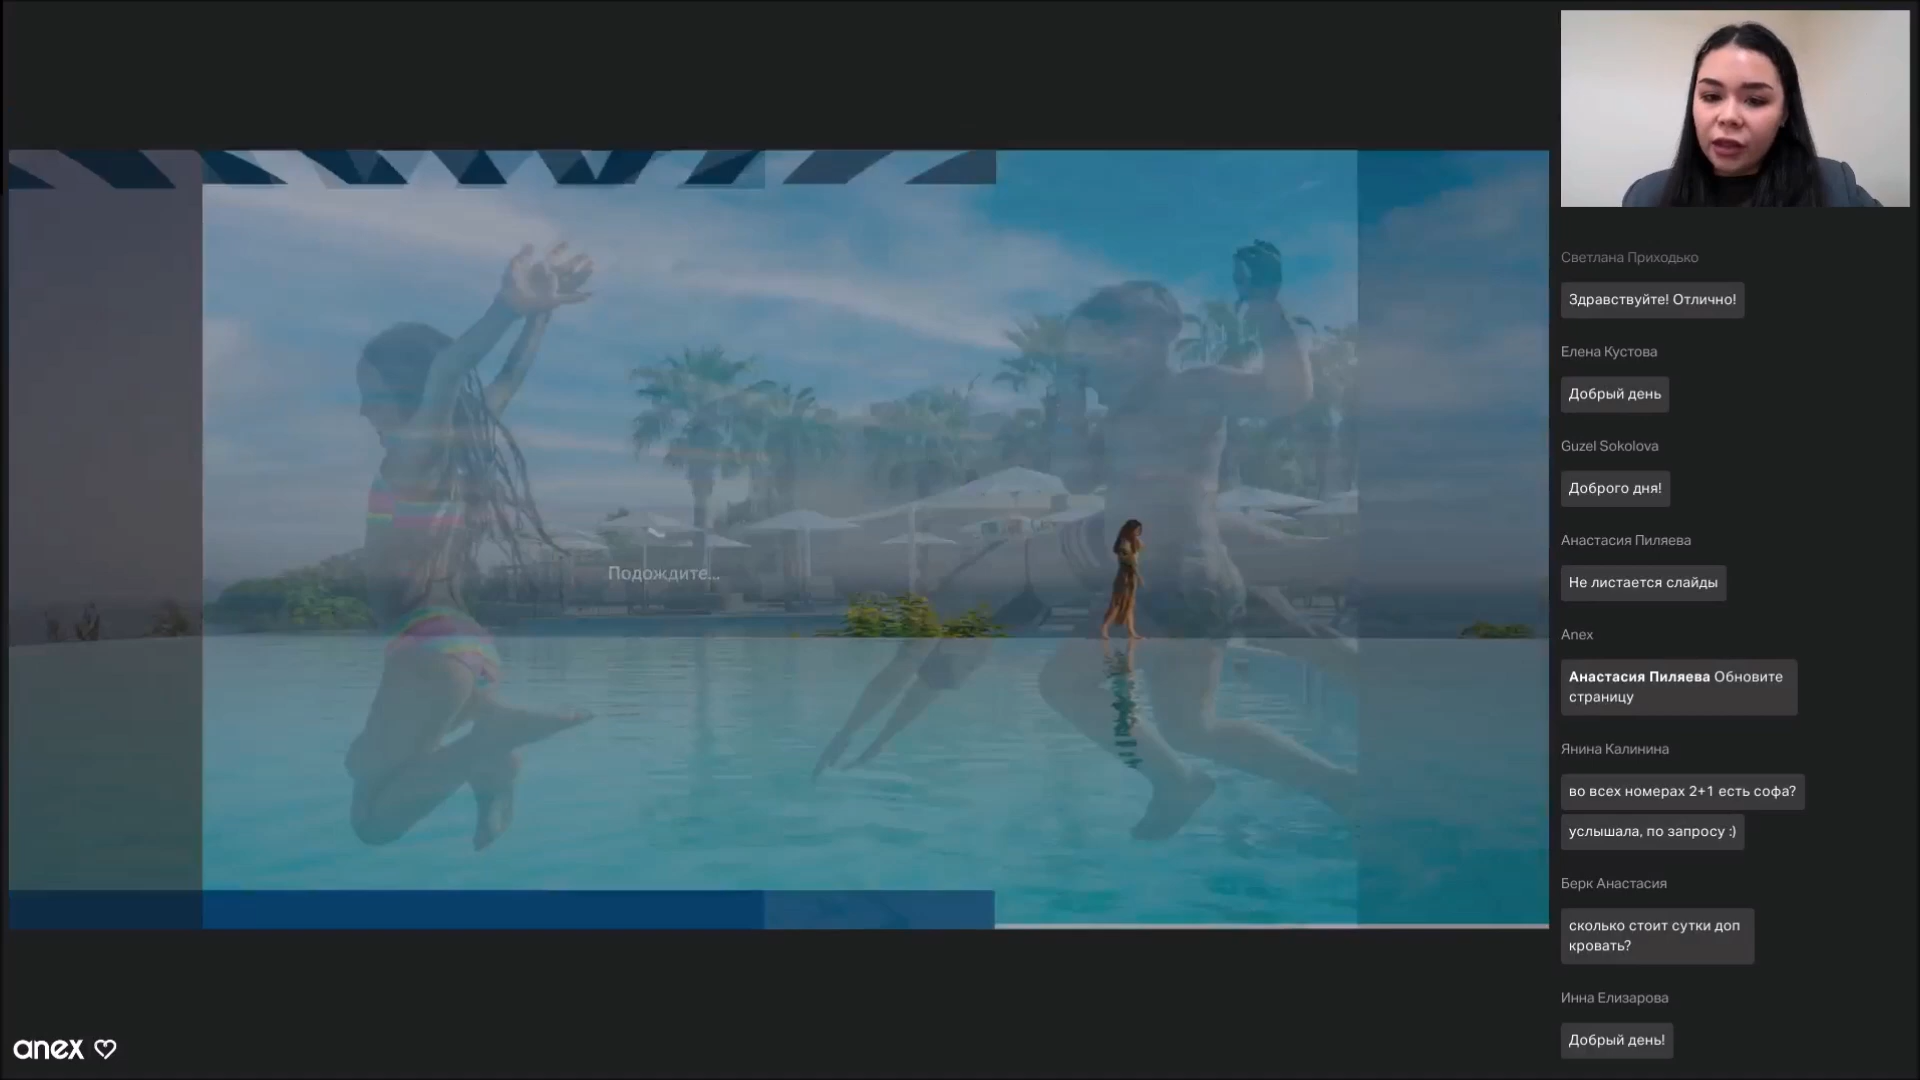 Подождите...
anex
Светлана Приходько
Здравствуйте! Отлично!
Елена Кустова
Добрый день
Guzel Sokolova
Доброго дня!
Анастасия Пиляева
Не листается слайды
Anex
Анастасия Пиляева Обновите
страницу
Янина Калинина
во всех номерах 2+1 есть софа?
услышала, по запросу :)
Берк Анастасия
сколько стоит сутки доп
кровать?
Инна Елизарова
Добрый день!